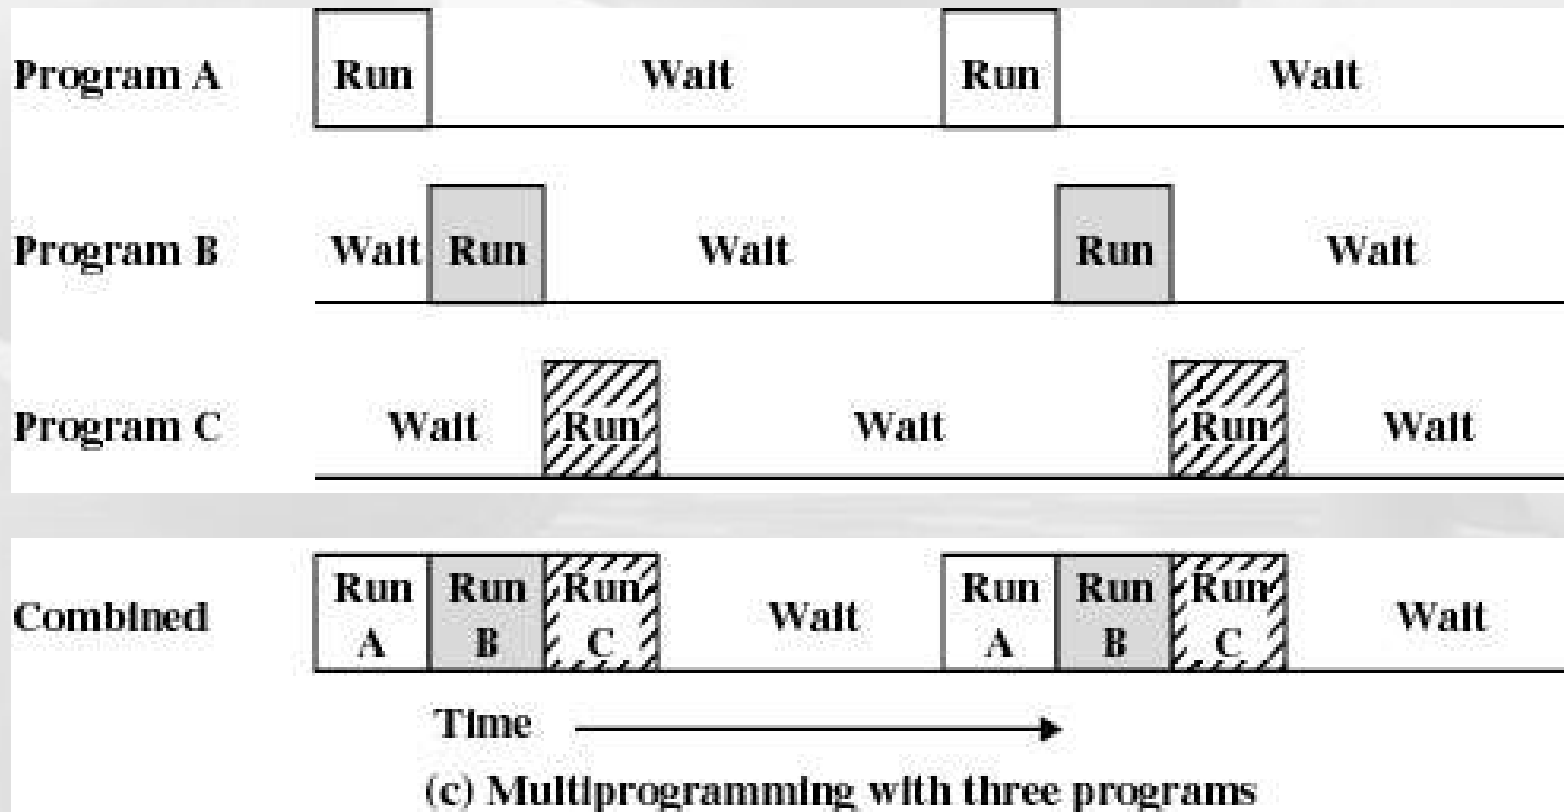 Program A Run Wait Run Wait
Program B Wait Run Wait Run Wait
Program C Wait Run Wait Run Wait
Combined Run A Run B Run C Wait Run A Run B Run C Wait
Time
(c) Multiprogramming with three programs